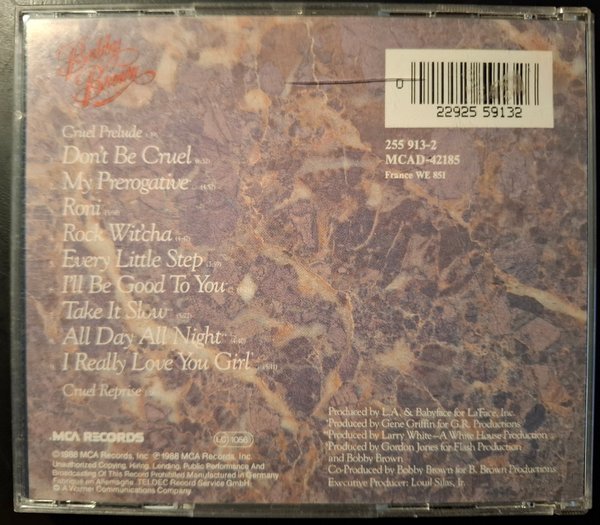 Bobby
Brown
0
22925 59132
255 913-2
MCAD-42185
France WE 851
Cruel Prelude
Don't Be Cruel
My Prerogative
Roni
Rock Wit'cha
Every Little Step
I'll Be Good To You
Take It Slow
All Day All Night
I Really Love You Girl
Cruel Reprise
Produced by L.A. & Babyface for LaFace, Inc.
Produced by Gene Griffin for G.R. Productions
Produced by Larry White–A White House Production
Produced by Gordon Jones for Flash Production
and Bobby Brown
Co-Produced by Bobby Brown for B. Brown Productions
Executive Producer: Louil Silas, Jr.
MCA RECORDS
LC 1056
©1988 MCA Records, Inc. ℗1988 MCA Records, Inc.
Unauthorized Copying, Hiring, Lending, Public Performance And
Broadcasting Of This Record Prohibited Manufactured in Germany
Fabriqué en Allemagne. TELDEC Record Service GmbH.
A Warner Communications Company.